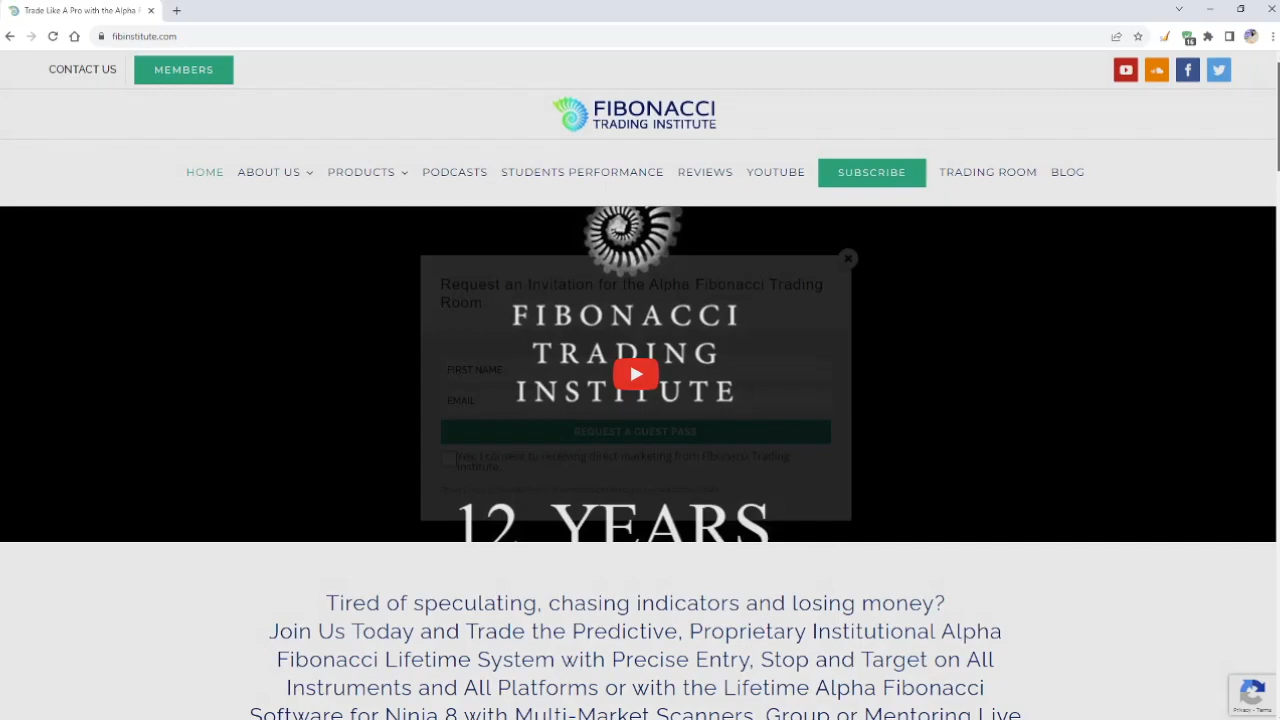 Trade Like A Pro with the Alpha F
fibinstitute.com
16
CONTACT US
MEMBERS
FIBONACCI
TRADING INSTITUTE
HOME
ABOUT US
PRODUCTS
PODCASTS
STUDENTS PERFORMANCE
REVIEWS
YOUTUBE
SUBSCRIBE
TRADING ROOM
BLOG
Request an Invitation for the Alpha Fibonacci Trading
Room
FIBONACCI
TRADING
INSTITUTE
FIRST NAME
EMAIL
REQUEST A GUEST PASS
Yes, I consent to receiving direct marketing from Fibonacci Trading
Institute.
12 YEARS
Tired of speculating, chasing indicators and losing money?
Join Us Today and Trade the Predictive, Proprietary Institutional Alpha
Fibonacci Lifetime System with Precise Entry, Stop and Target on All
Instruments and All Platforms or with the Lifetime Alpha Fibonacci
Software for Ninja 8 with Multi-Market Scanners, Group or Mentoring Live
Privacy - Terms